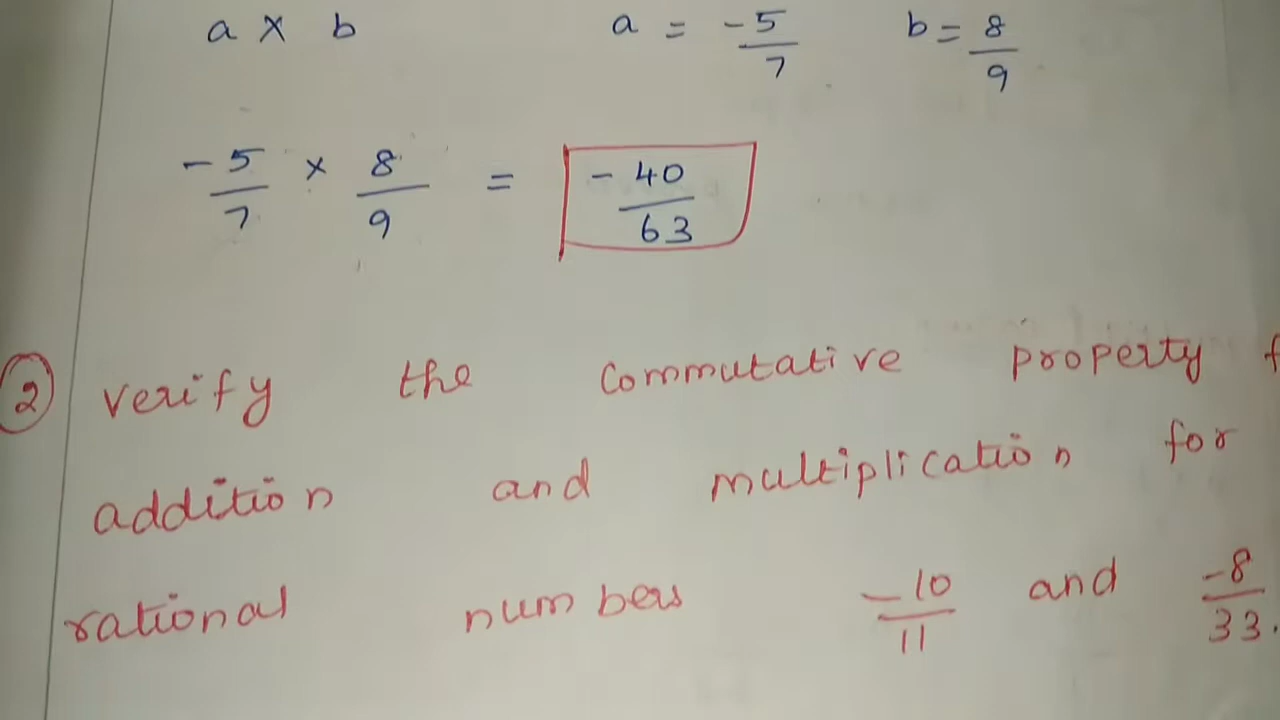 a × b a = -5/7 b = 8/9
-5/7 × 8/9 = -40/63
② verify the commutative property f
addition and multiplication for
rational numbers -10/11 and -8/33.